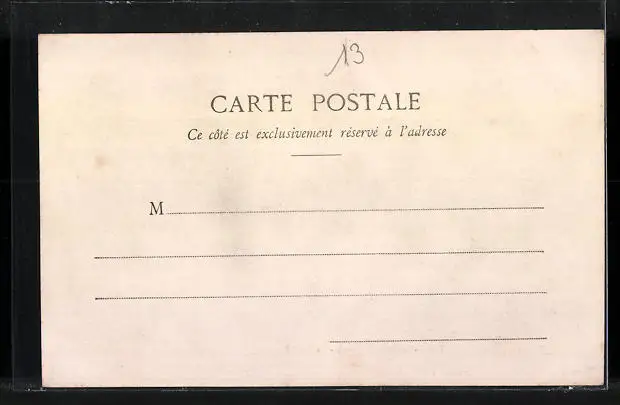 13
CARTE POSTALE
Ce côté est exclusivement réservé à l'adresse
M